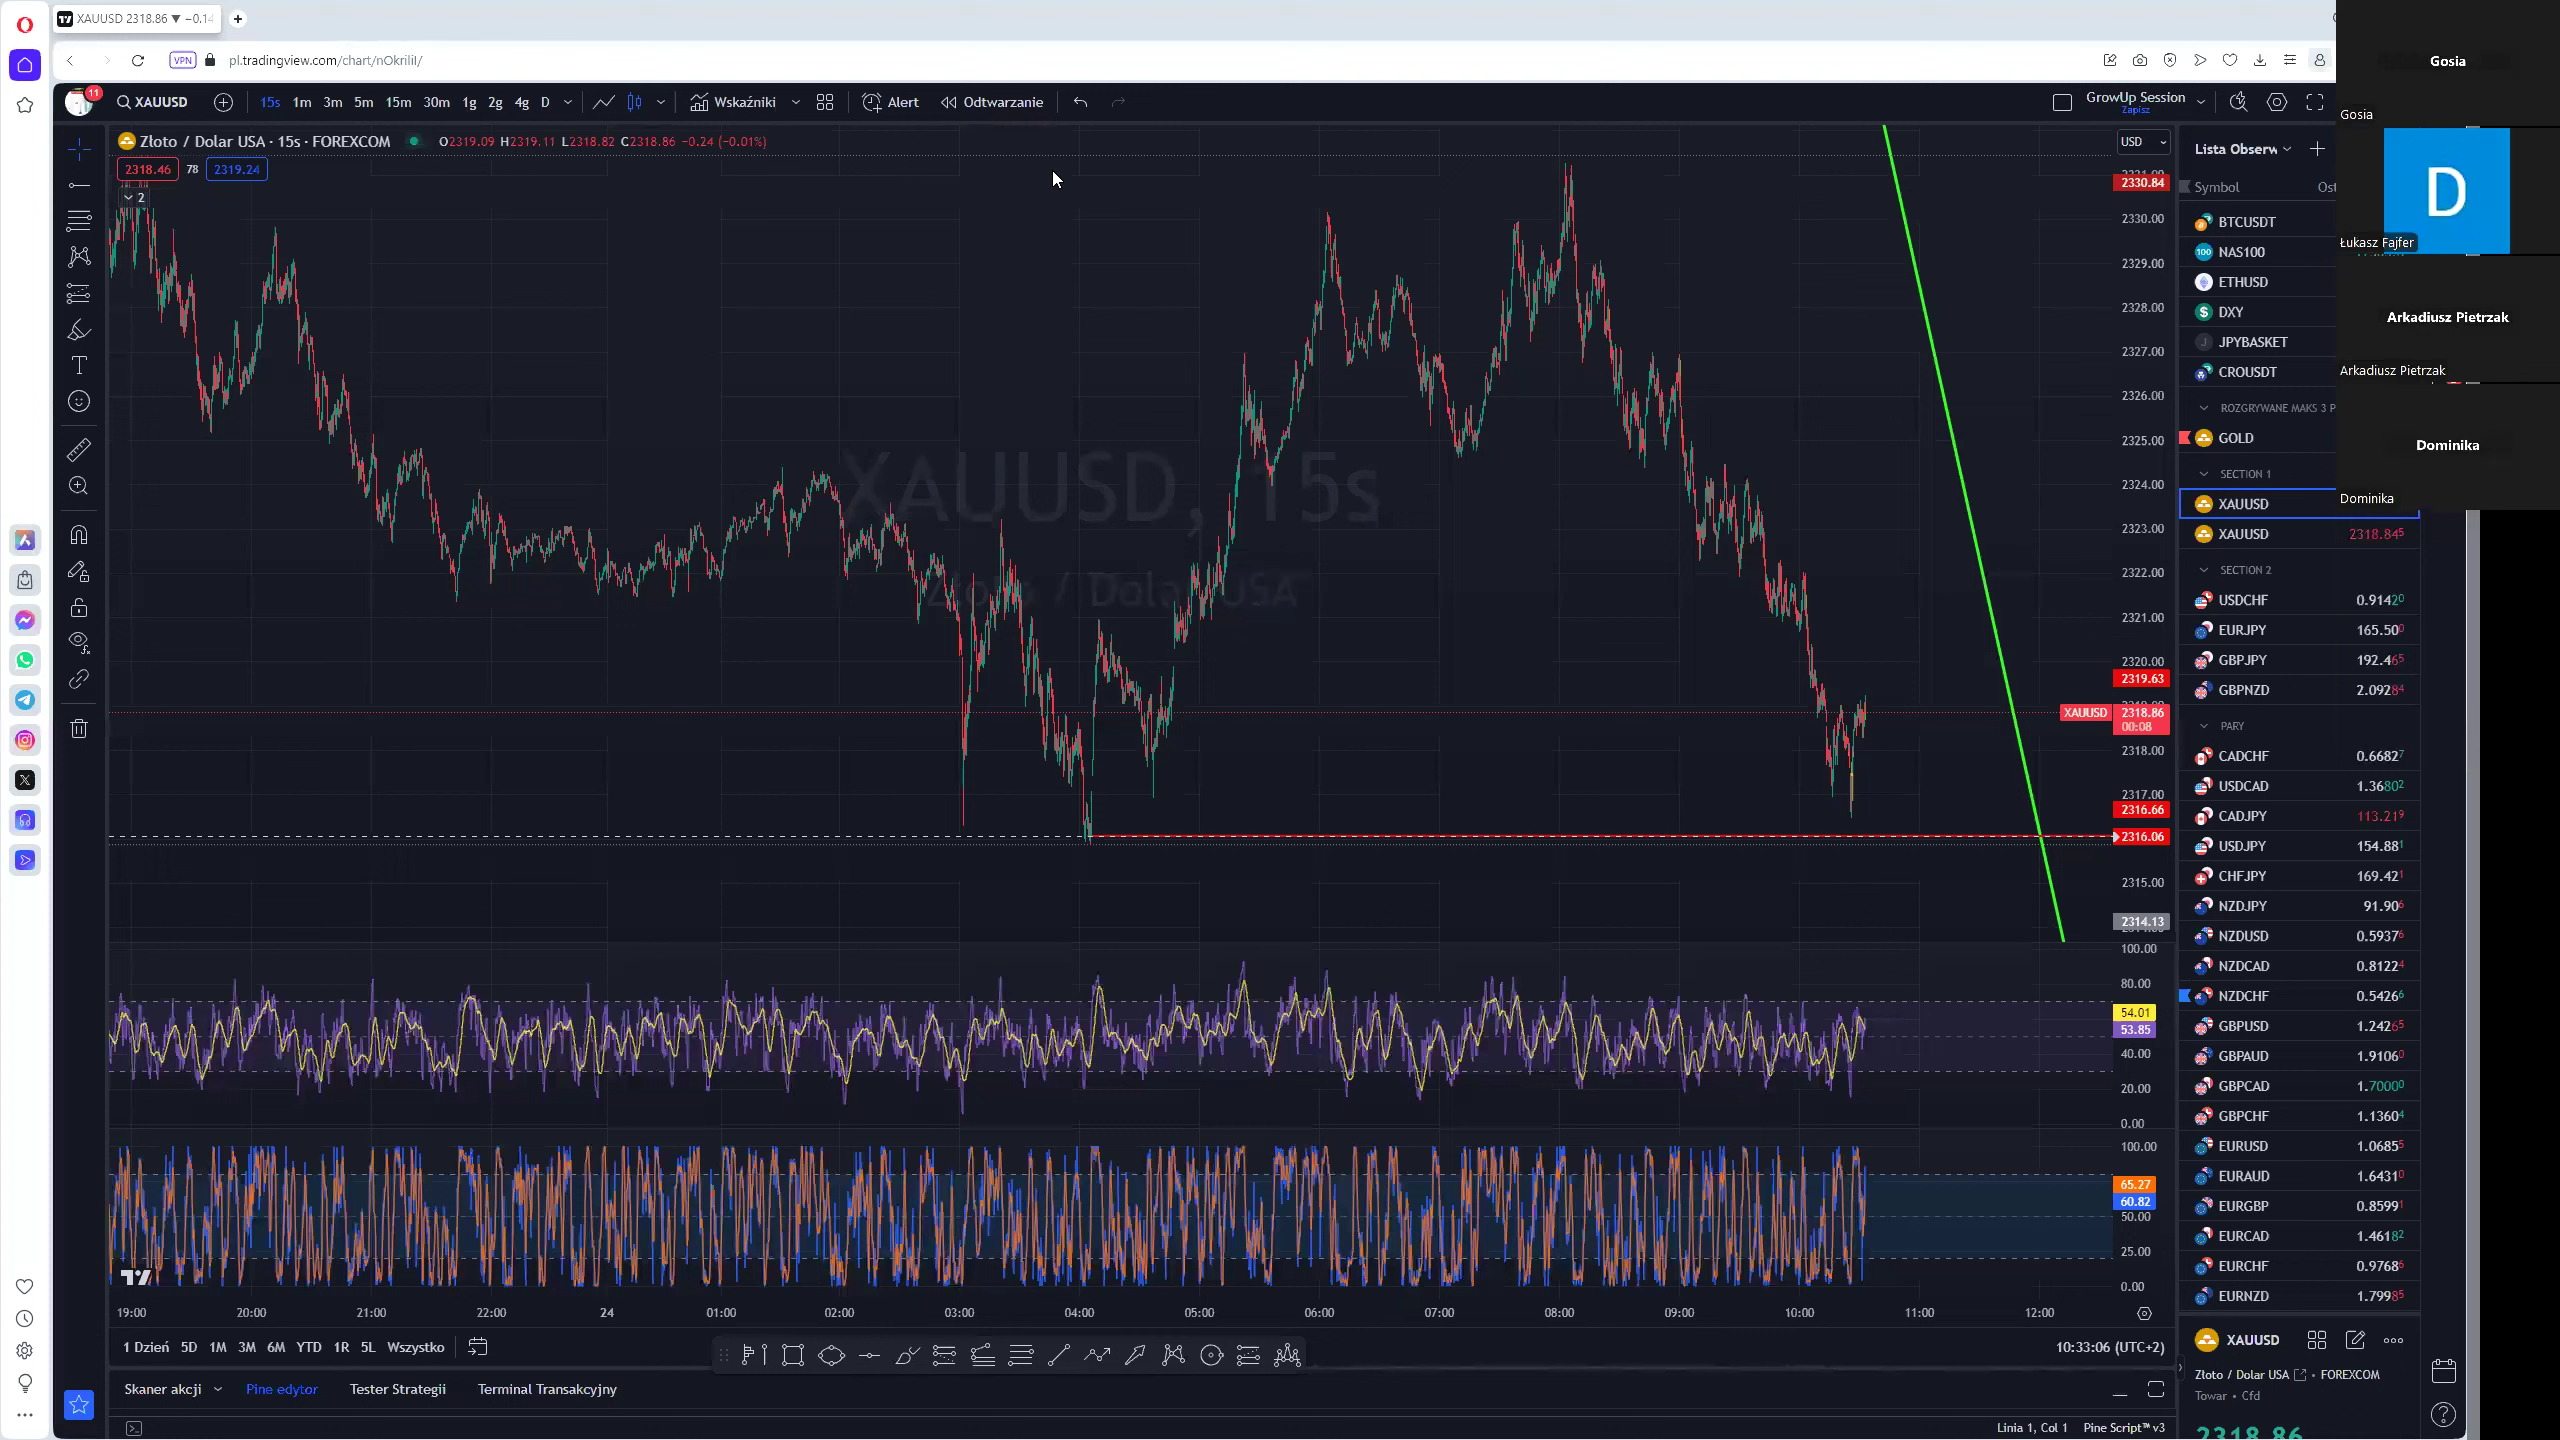 XAUUSD 2318.86 ▼ −0.14
VPN
pl.tradingview.com/chart/nOkriliI/
11
XAUUSD
15s 1m 3m 5m 15m 30m 1g 2g 4g D
Wskaźniki
Alert
Odtwarzanie
GrowUp Session
Zapisz
Złoto / Dolar USA · 15s · FOREXCOM
O2319.09 H2319.11 L2318.82 C2318.86 −0.24 (−0.01%)
2318.46 78 2319.24
2
XAUUSD, 15s
Złoto / Dolar USA
USD
2330.84
2330.00
2329.00
2328.00
2327.00
2326.00
2325.00
2324.00
2323.00
2322.00
2321.00
2320.00
2319.63
XAUUSD 2318.86
00:08
2318.00
2317.00
2316.66
2316.06
2315.00
2314.13
100.00
80.00
54.01
53.85
40.00
20.00
0.00
100.00
65.27
60.82
50.00
25.00
0.00
19:00 20:00 21:00 22:00 24 01:00 02:00 03:00 04:00 05:00 06:00 07:00 08:00 09:00 10:00 11:00 12:00
1 Dzień 5D 1M 3M 6M YTD 1R 5L Wszystko
10:33:06 (UTC+2)
Skaner akcji Pine edytor Tester Strategii Terminal Transakcyjny
Linia 1, Col 1 Pine Script™ v3
Lista Obserw
Symbol Ost
BTCUSDT
NAS100
ETHUSD
DXY
JPYBASKET
CROUSDT
ROZGRYWANE MAKS 3 P
GOLD
SECTION 1
XAUUSD
XAUUSD 2318.845
SECTION 2
USDCHF 0.91420
EURJPY 165.500
GBPJPY 192.465
GBPNZD 2.09284
PARY
CADCHF 0.66827
USDCAD 1.36802
CADJPY 113.219
USDJPY 154.881
CHFJPY 169.421
NZDJPY 91.906
NZDUSD 0.59376
NZDCAD 0.81224
NZDCHF 0.54266
GBPUSD 1.24265
GBPAUD 1.91060
GBPCAD 1.70000
GBPCHF 1.13604
EURUSD 1.06855
EURAUD 1.64310
EURGBP 0.85991
EURCAD 1.46182
EURCHF 0.97686
EURNZD 1.79985
XAUUSD
Złoto / Dolar USA • FOREXCOM
Towar • Cfd
2318.86
Gosia
Gosia
D
Łukasz Fajfer
Arkadiusz Pietrzak
Arkadiusz Pietrzak
Dominika
Dominika